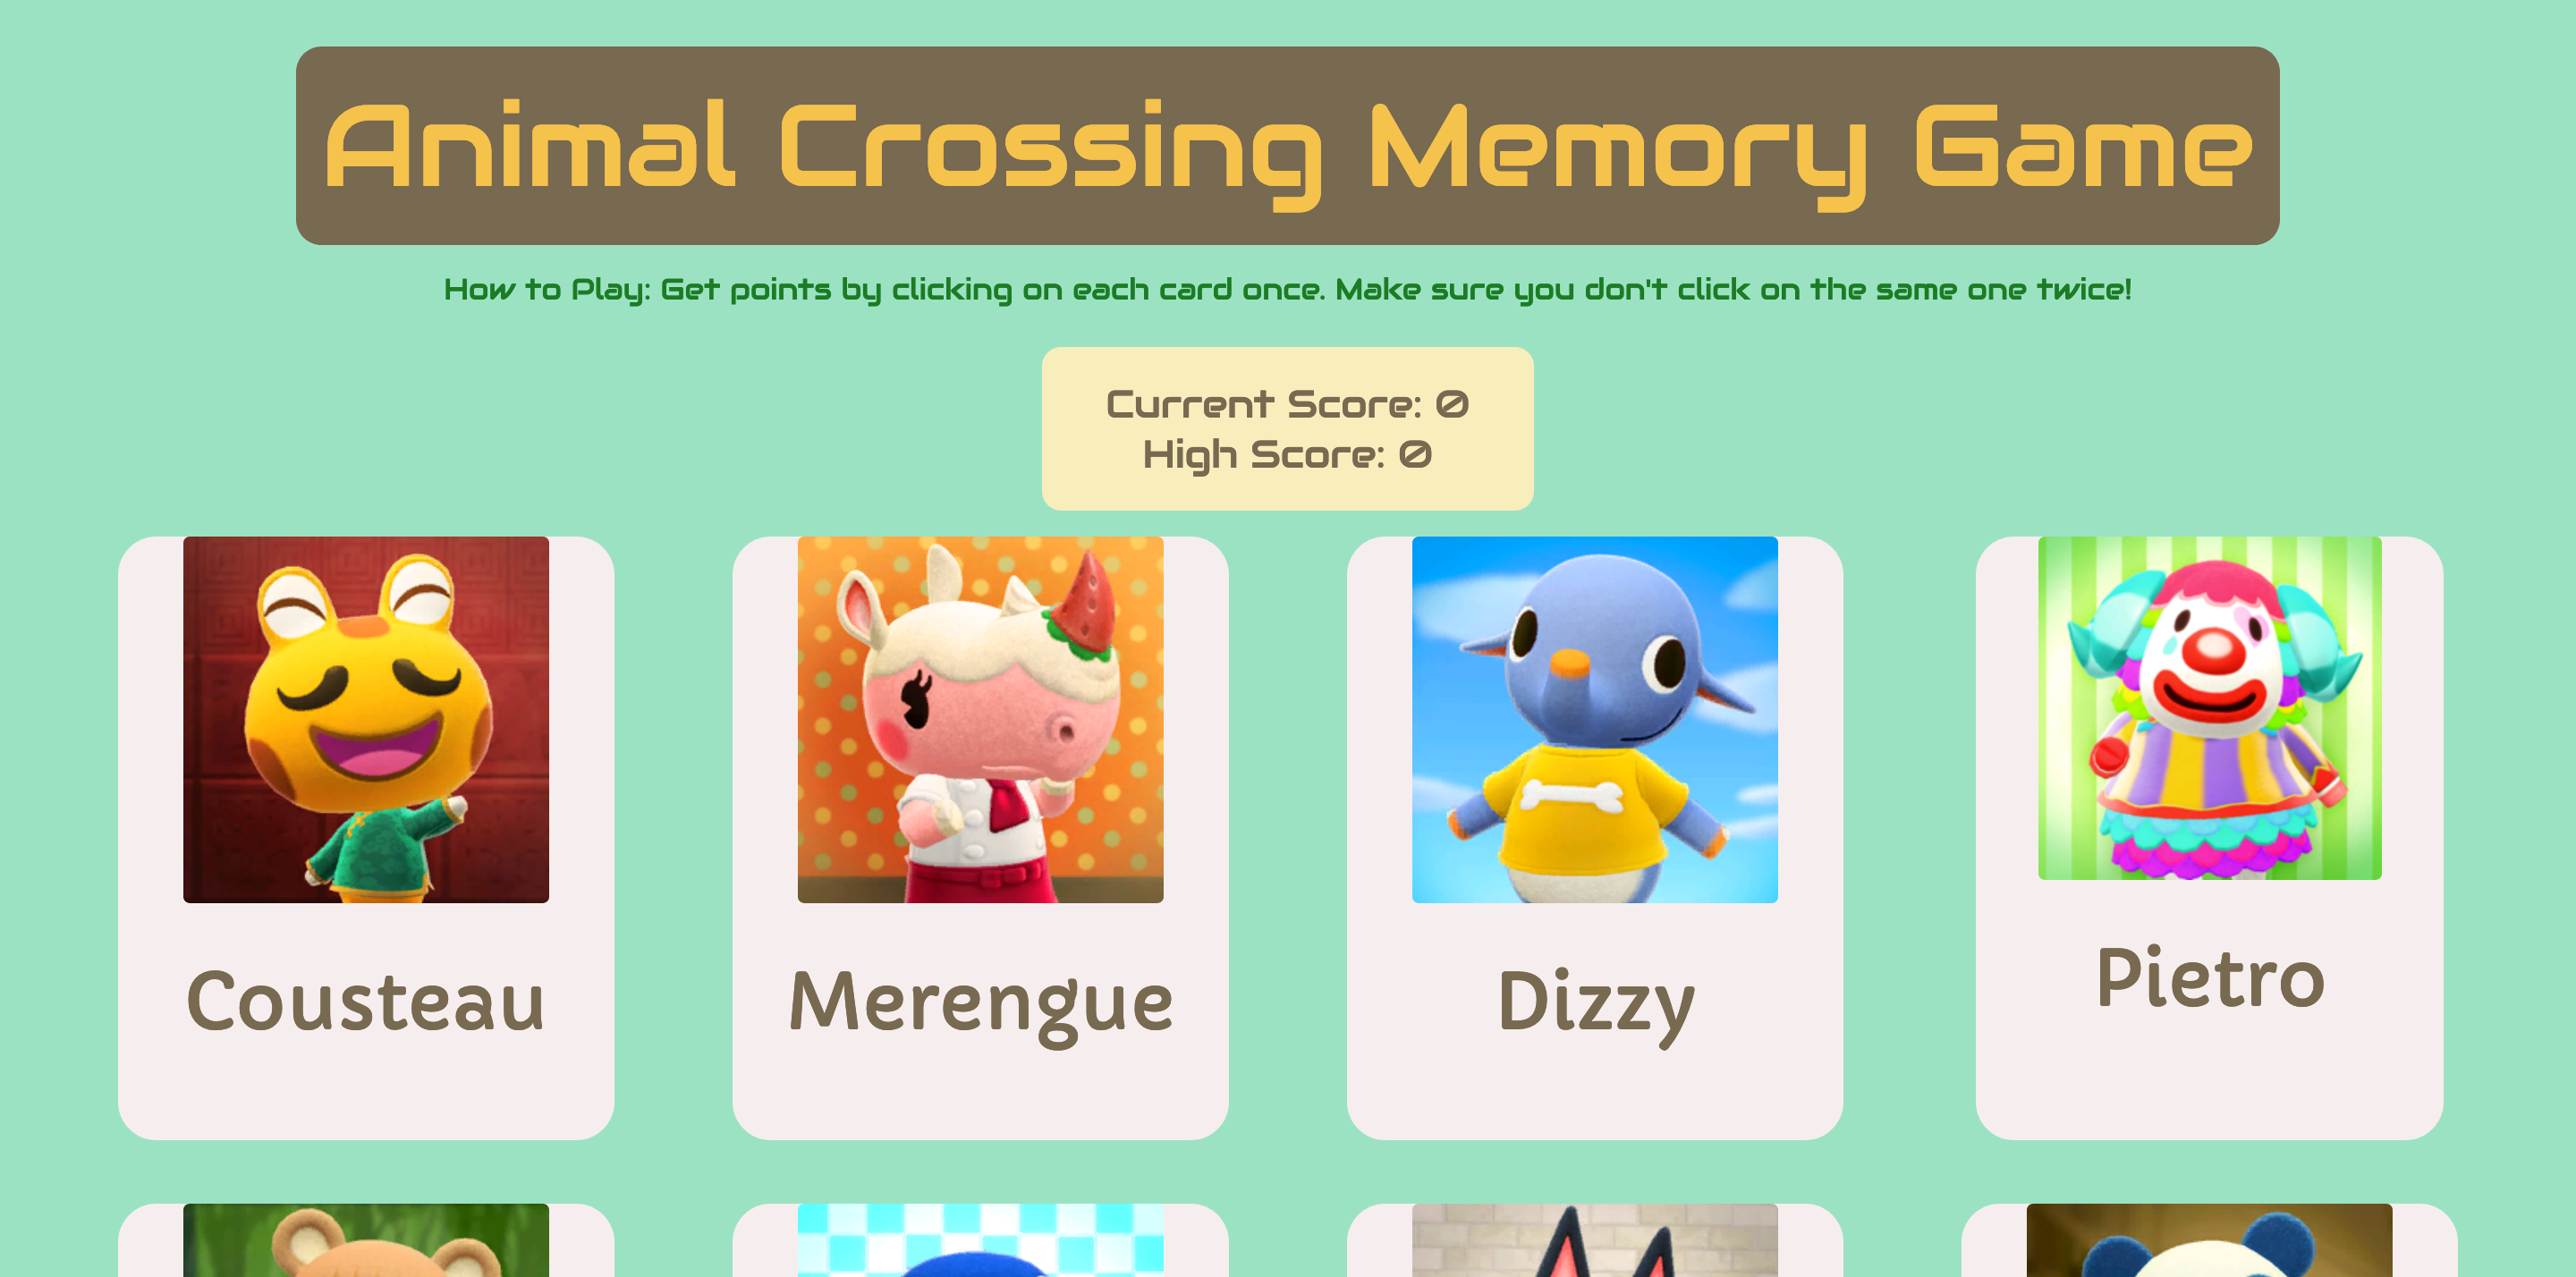 Animal Crossing Memory Game
How to Play: Get points by clicking on each card once. Make sure you don't click on the same one twice!
Current Score: 0
High Score: 0
Cousteau
Merengue
Dizzy
Pietro